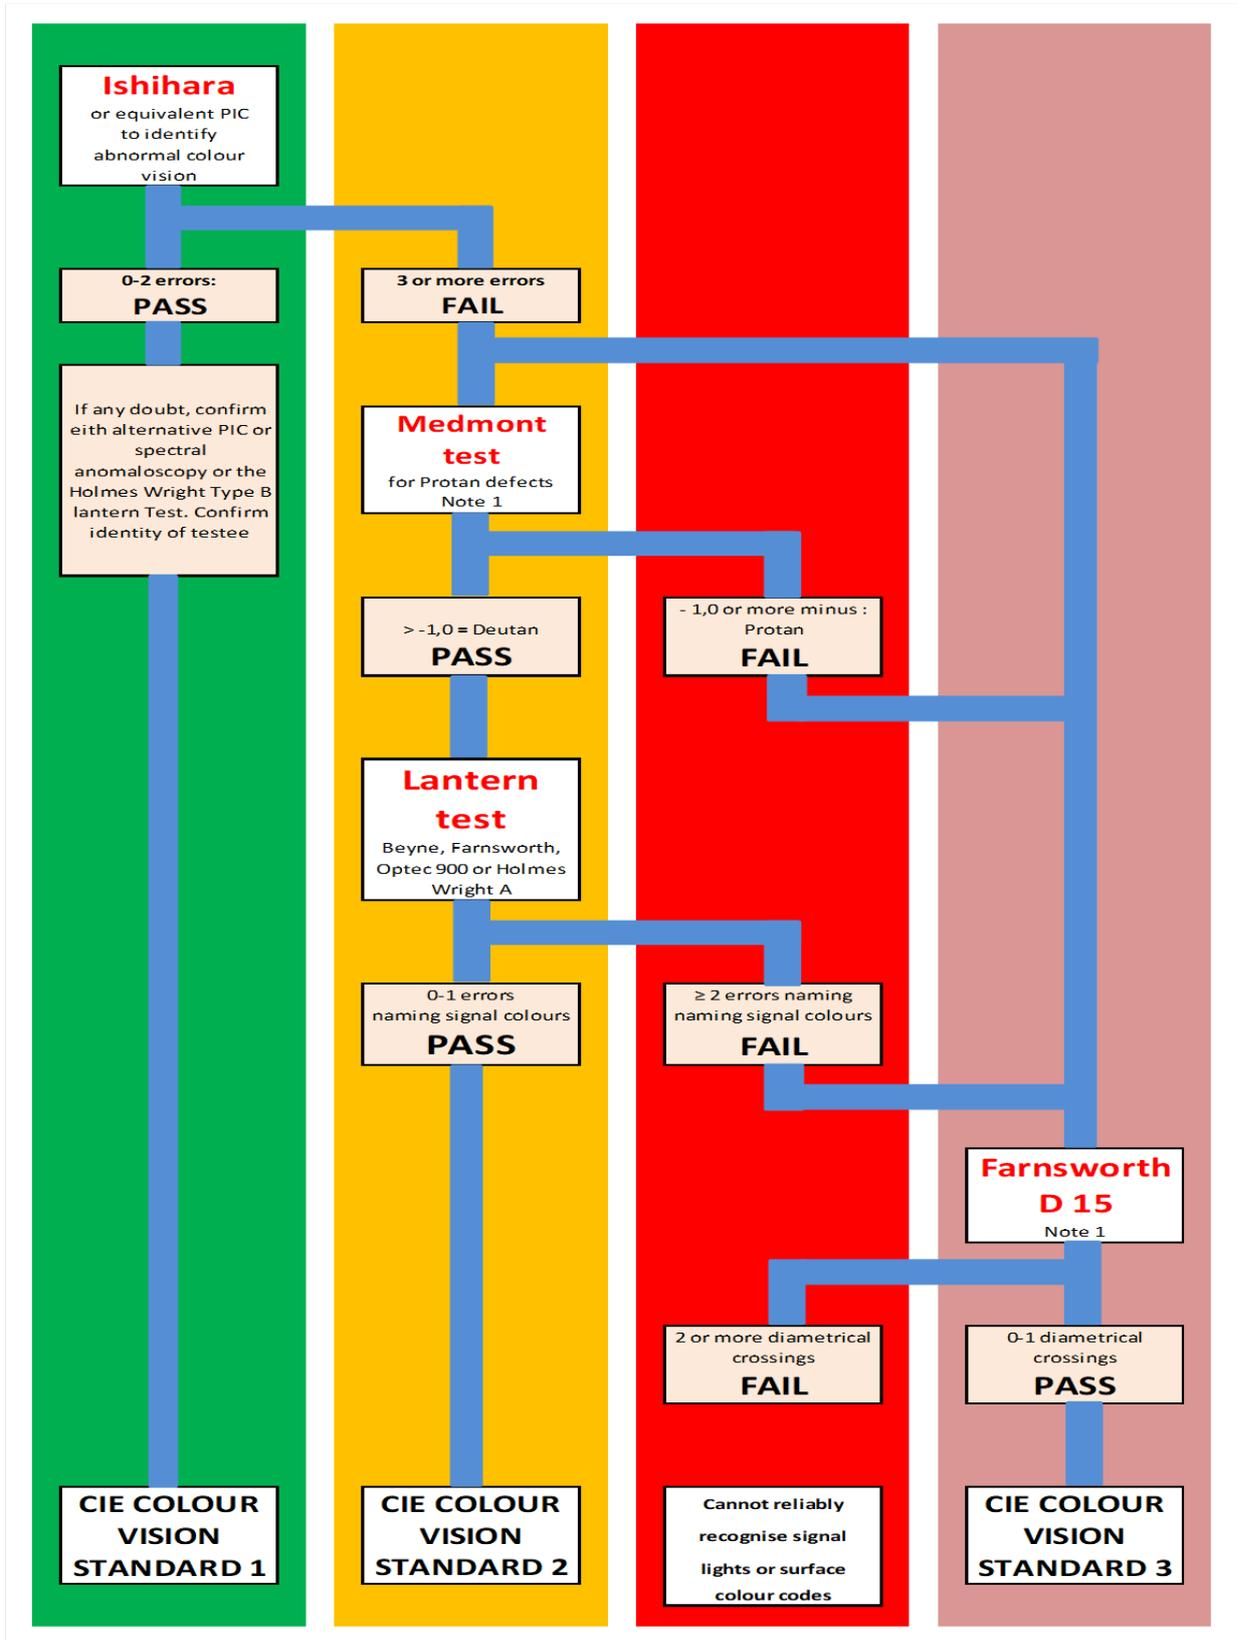 Ishihara
or equivalent PIC
to identify
abnormal colour
vision
0-2 errors:
PASS
3 or more errors
FAIL
If any doubt, confirm
eith alternative PIC or
spectral
anomaloscopy or the
Holmes Wright Type B
lantern Test. Confirm
identity of testee
Medmont
test
for Protan defects
Note 1
> -1,0 = Deutan
PASS
- 1,0 or more minus :
Protan
FAIL
Lantern
test
Beyne, Farnsworth,
Optec 900 or Holmes
Wright A
0-1 errors
naming signal colours
PASS
≥ 2 errors naming
naming signal colours
FAIL
Farnsworth
D 15
Note 1
2 or more diametrical
crossings
FAIL
0-1 diametrical
crossings
PASS
CIE COLOUR
VISION
STANDARD 1
CIE COLOUR
VISION
STANDARD 2
Cannot reliably
recognise signal
lights or surface
colour codes
CIE COLOUR
VISION
STANDARD 3